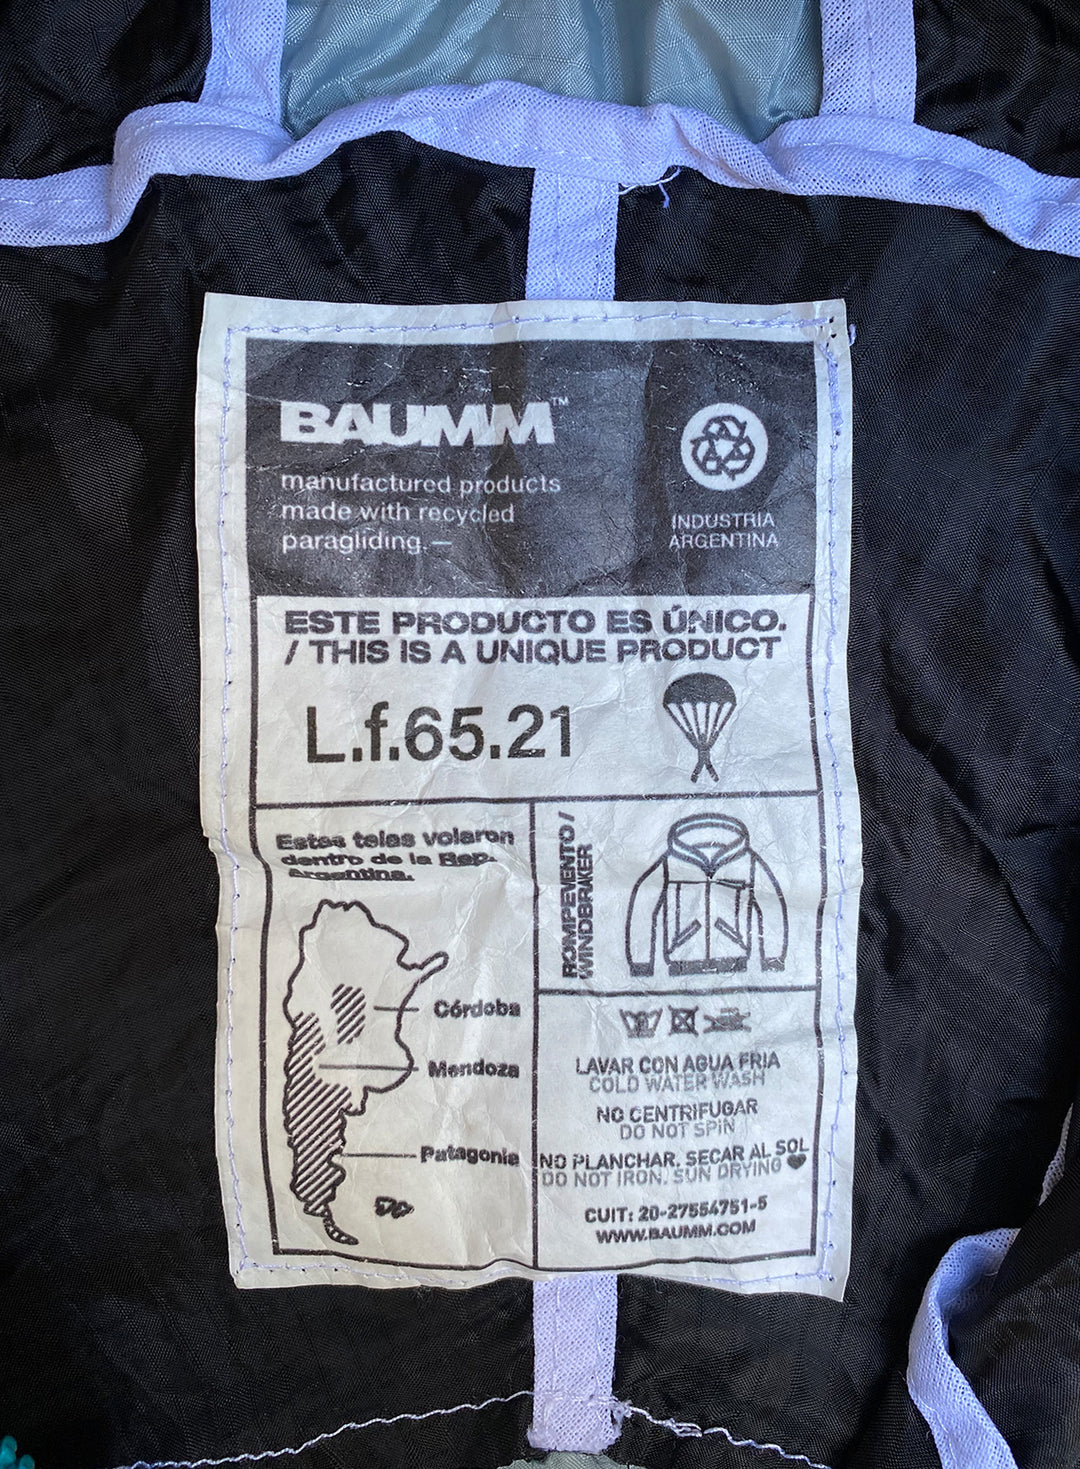 BAUMM™
manufactured products
made with recycled
paragliding.—
INDUSTRIA
ARGENTINA
ESTE PRODUCTO ES ÚNICO.
/ THIS IS A UNIQUE PRODUCT
L.f.65.21
Estas telas volaron
dentro de la Rep.
Argentina.
Córdoba
Mendoza
Patagonia
ROMPEVIENTO /
WINDBRAKER
LAVAR CON AGUA FRIA
COLD WATER WASH
NO CENTRIFUGAR
DO NOT SPIN
NO PLANCHAR. SECAR AL SOL
DO NOT IRON. SUN DRYING
CUIT: 20-27554751-5
WWW.BAUMM.COM